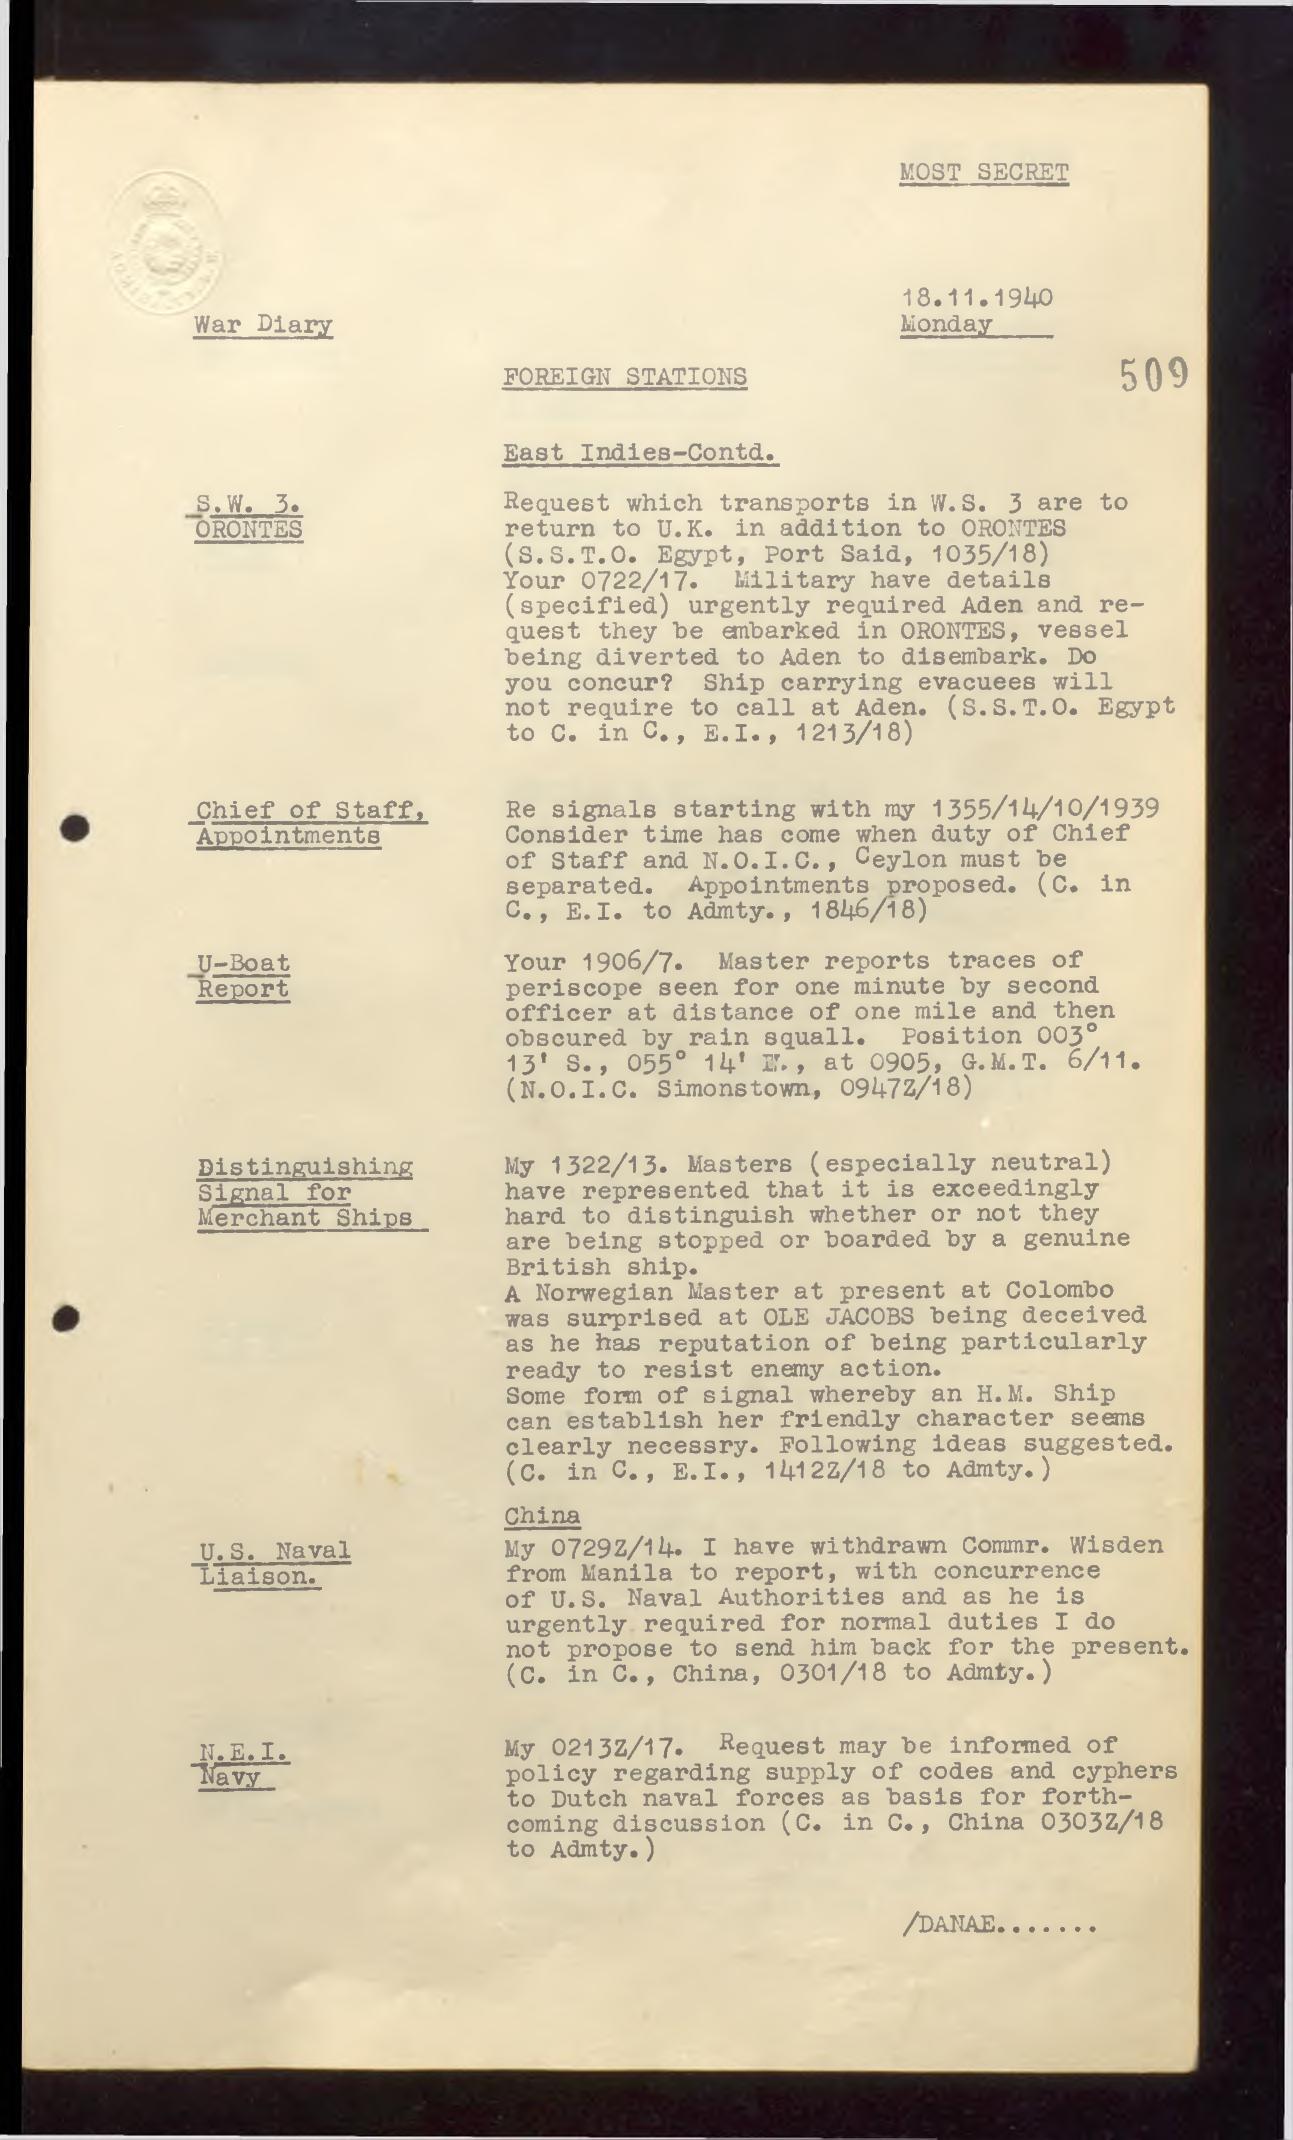 MOST SECRET
18.11.1940
War Diary
Monday
509
FOREIGN STATIONS
East Indies-Contd.
S.W. 3.
ORONTES
Request which transports in W.S. 3 are to
return to U.K. in addition to ORONTES
(S.S.T.O. Egypt, Port Said, 1035/18)
Your 0722/17. Military have details
(specified) urgently required Aden and re-
quest they be embarked in ORONTES, vessel
being diverted to Aden to disembark. Do
you concur? Ship carrying evacuees will
not require to call at Aden. (S.S.T.O. Egypt
to C. in C., E.I., 1213/18)
Chief of Staff,
Appointments
Re signals starting with my 1355/14/10/1939
Consider time has come when duty of Chief
of Staff and N.O.I.C., Ceylon must be
separated. Appointments proposed. (C. in
C., E.I. to Admty., 1846/18)
U-Boat
Report
Your 1906/7. Master reports traces of
periscope seen for one minute by second
officer at distance of one mile and then
obscured by rain squall. Position 003°
13' S., 055° 14' E., at 0905, G.M.T. 6/11.
(N.O.I.C. Simonstown, 0947Z/18)
Distinguishing
Signal for
Merchant Ships
My 1322/13. Masters (especially neutral)
have represented that it is exceedingly
hard to distinguish whether or not they
are being stopped or boarded by a genuine
British ship.
A Norwegian Master at present at Colombo
was surprised at OLE JACOBS being deceived
as he has reputation of being particularly
ready to resist enemy action.
Some form of signal whereby an H.M. Ship
can establish her friendly character seems
clearly necessry. Following ideas suggested.
(C. in C., E.I., 1412Z/18 to Admty.)
China
U.S. Naval
Liaison.
My 0729Z/14. I have withdrawn Commr. Wisden
from Manila to report, with concurrence
of U.S. Naval Authorities and as he is
urgently required for normal duties I do
not propose to send him back for the present.
(C. in C., China, 0301/18 to Admty.)
N.E.I.
Navy
My 0213Z/17. Request may be informed of
policy regarding supply of codes and cyphers
to Dutch naval forces as basis for forth-
coming discussion (C. in C., China 0303Z/18
to Admty.)
/DANAE.......